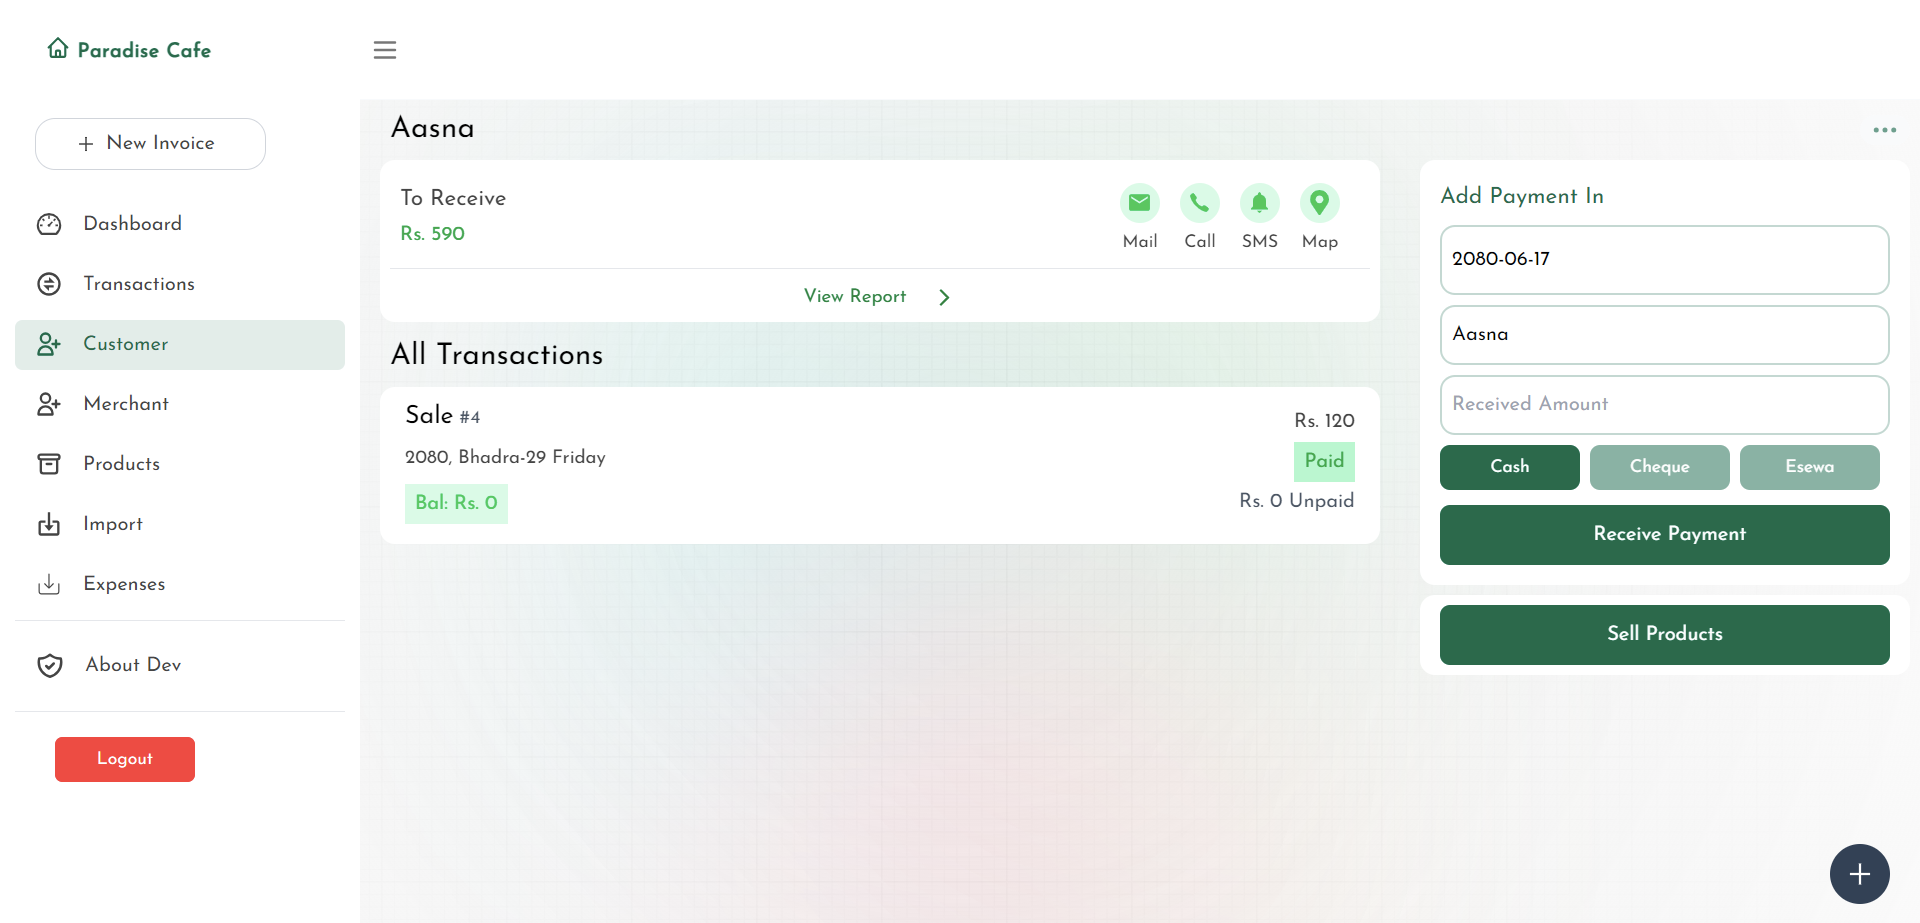 Paradise Cafe
New Invoice
Dashboard
Transactions
Customer
Merchant
Products
Import
Expenses
About Dev
Logout
Aasna
To Receive
Rs. 590
Mail
Call
SMS
Map
View Report
All Transactions
Sale #4
2080, Bhadra-29 Friday
Bal: Rs. 0
Rs. 120
Paid
Rs. 0 Unpaid
Add Payment In
2080-06-17
Aasna
Received Amount
Cash
Cheque
Esewa
Receive Payment
Sell Products